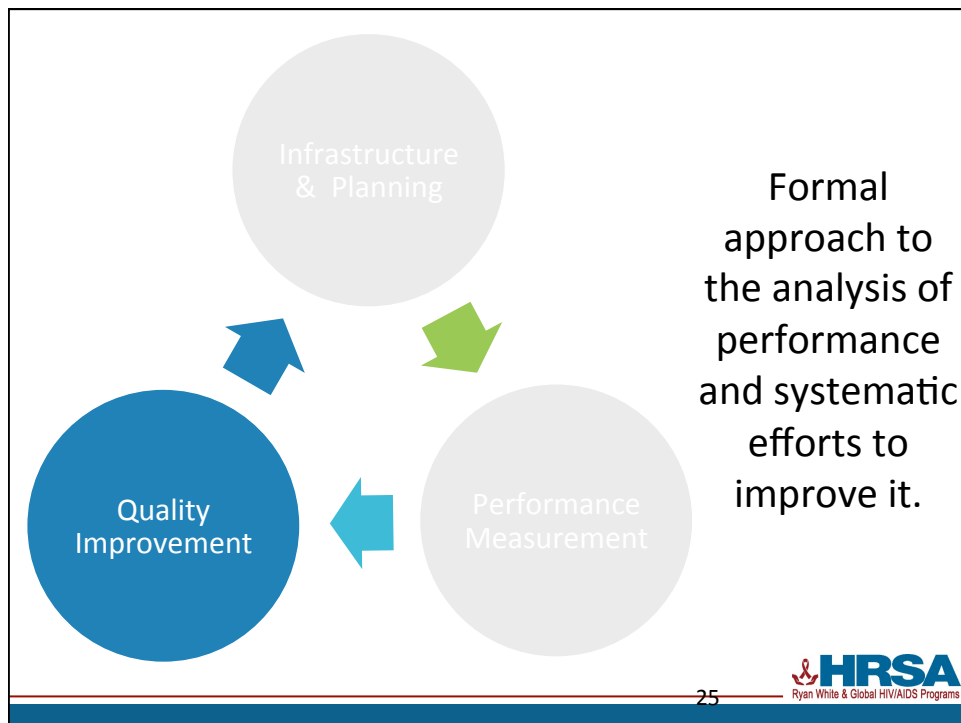 Infrastructure
& Planning
Formal
approach to
the analysis of
performance
and systematic
efforts to
improve it.
Quality
Improvement
Performance
Measurement
25
HRSA
Ryan White & Global HIV/AIDS Programs